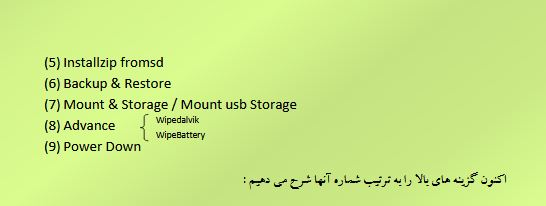 (5) Installzip fromsd
(6) Backup & Restore
(7) Mount & Storage / Mount usb Storage
(8) Advance { Wipedalvik
WipeBattery
(9) Power Down
اکنون گزینه های بالا را به ترتیب شماره آنها شرح می دهیم :